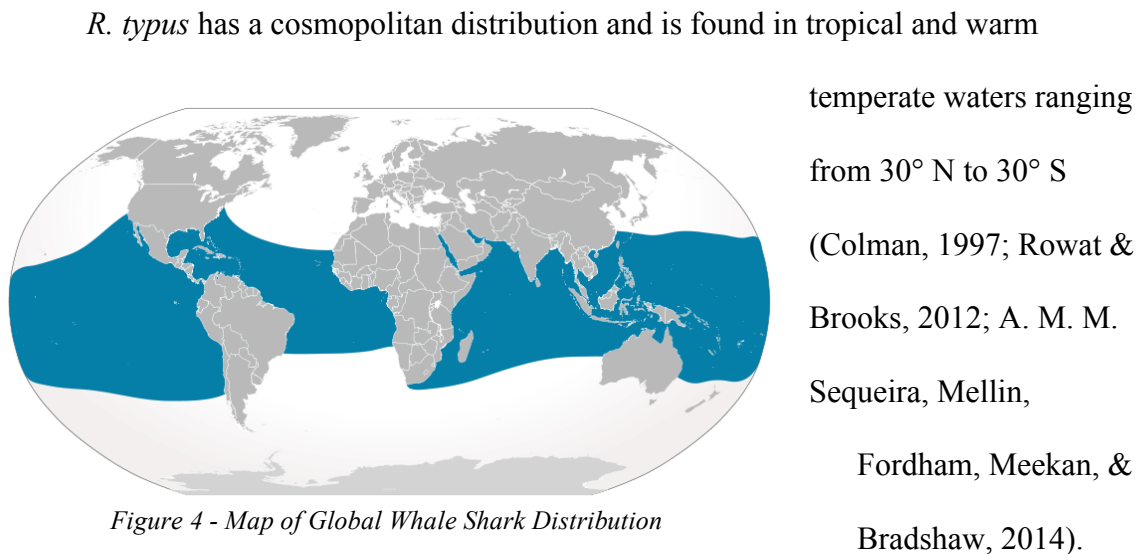 R. typus has a cosmopolitan distribution and is found in tropical and warm
temperate waters ranging
from 30° N to 30° S
(Colman, 1997; Rowat &
Brooks, 2012; A. M. M.
Sequeira, Mellin,
Fordham, Meekan, &
Bradshaw, 2014).
Figure 4 - Map of Global Whale Shark Distribution